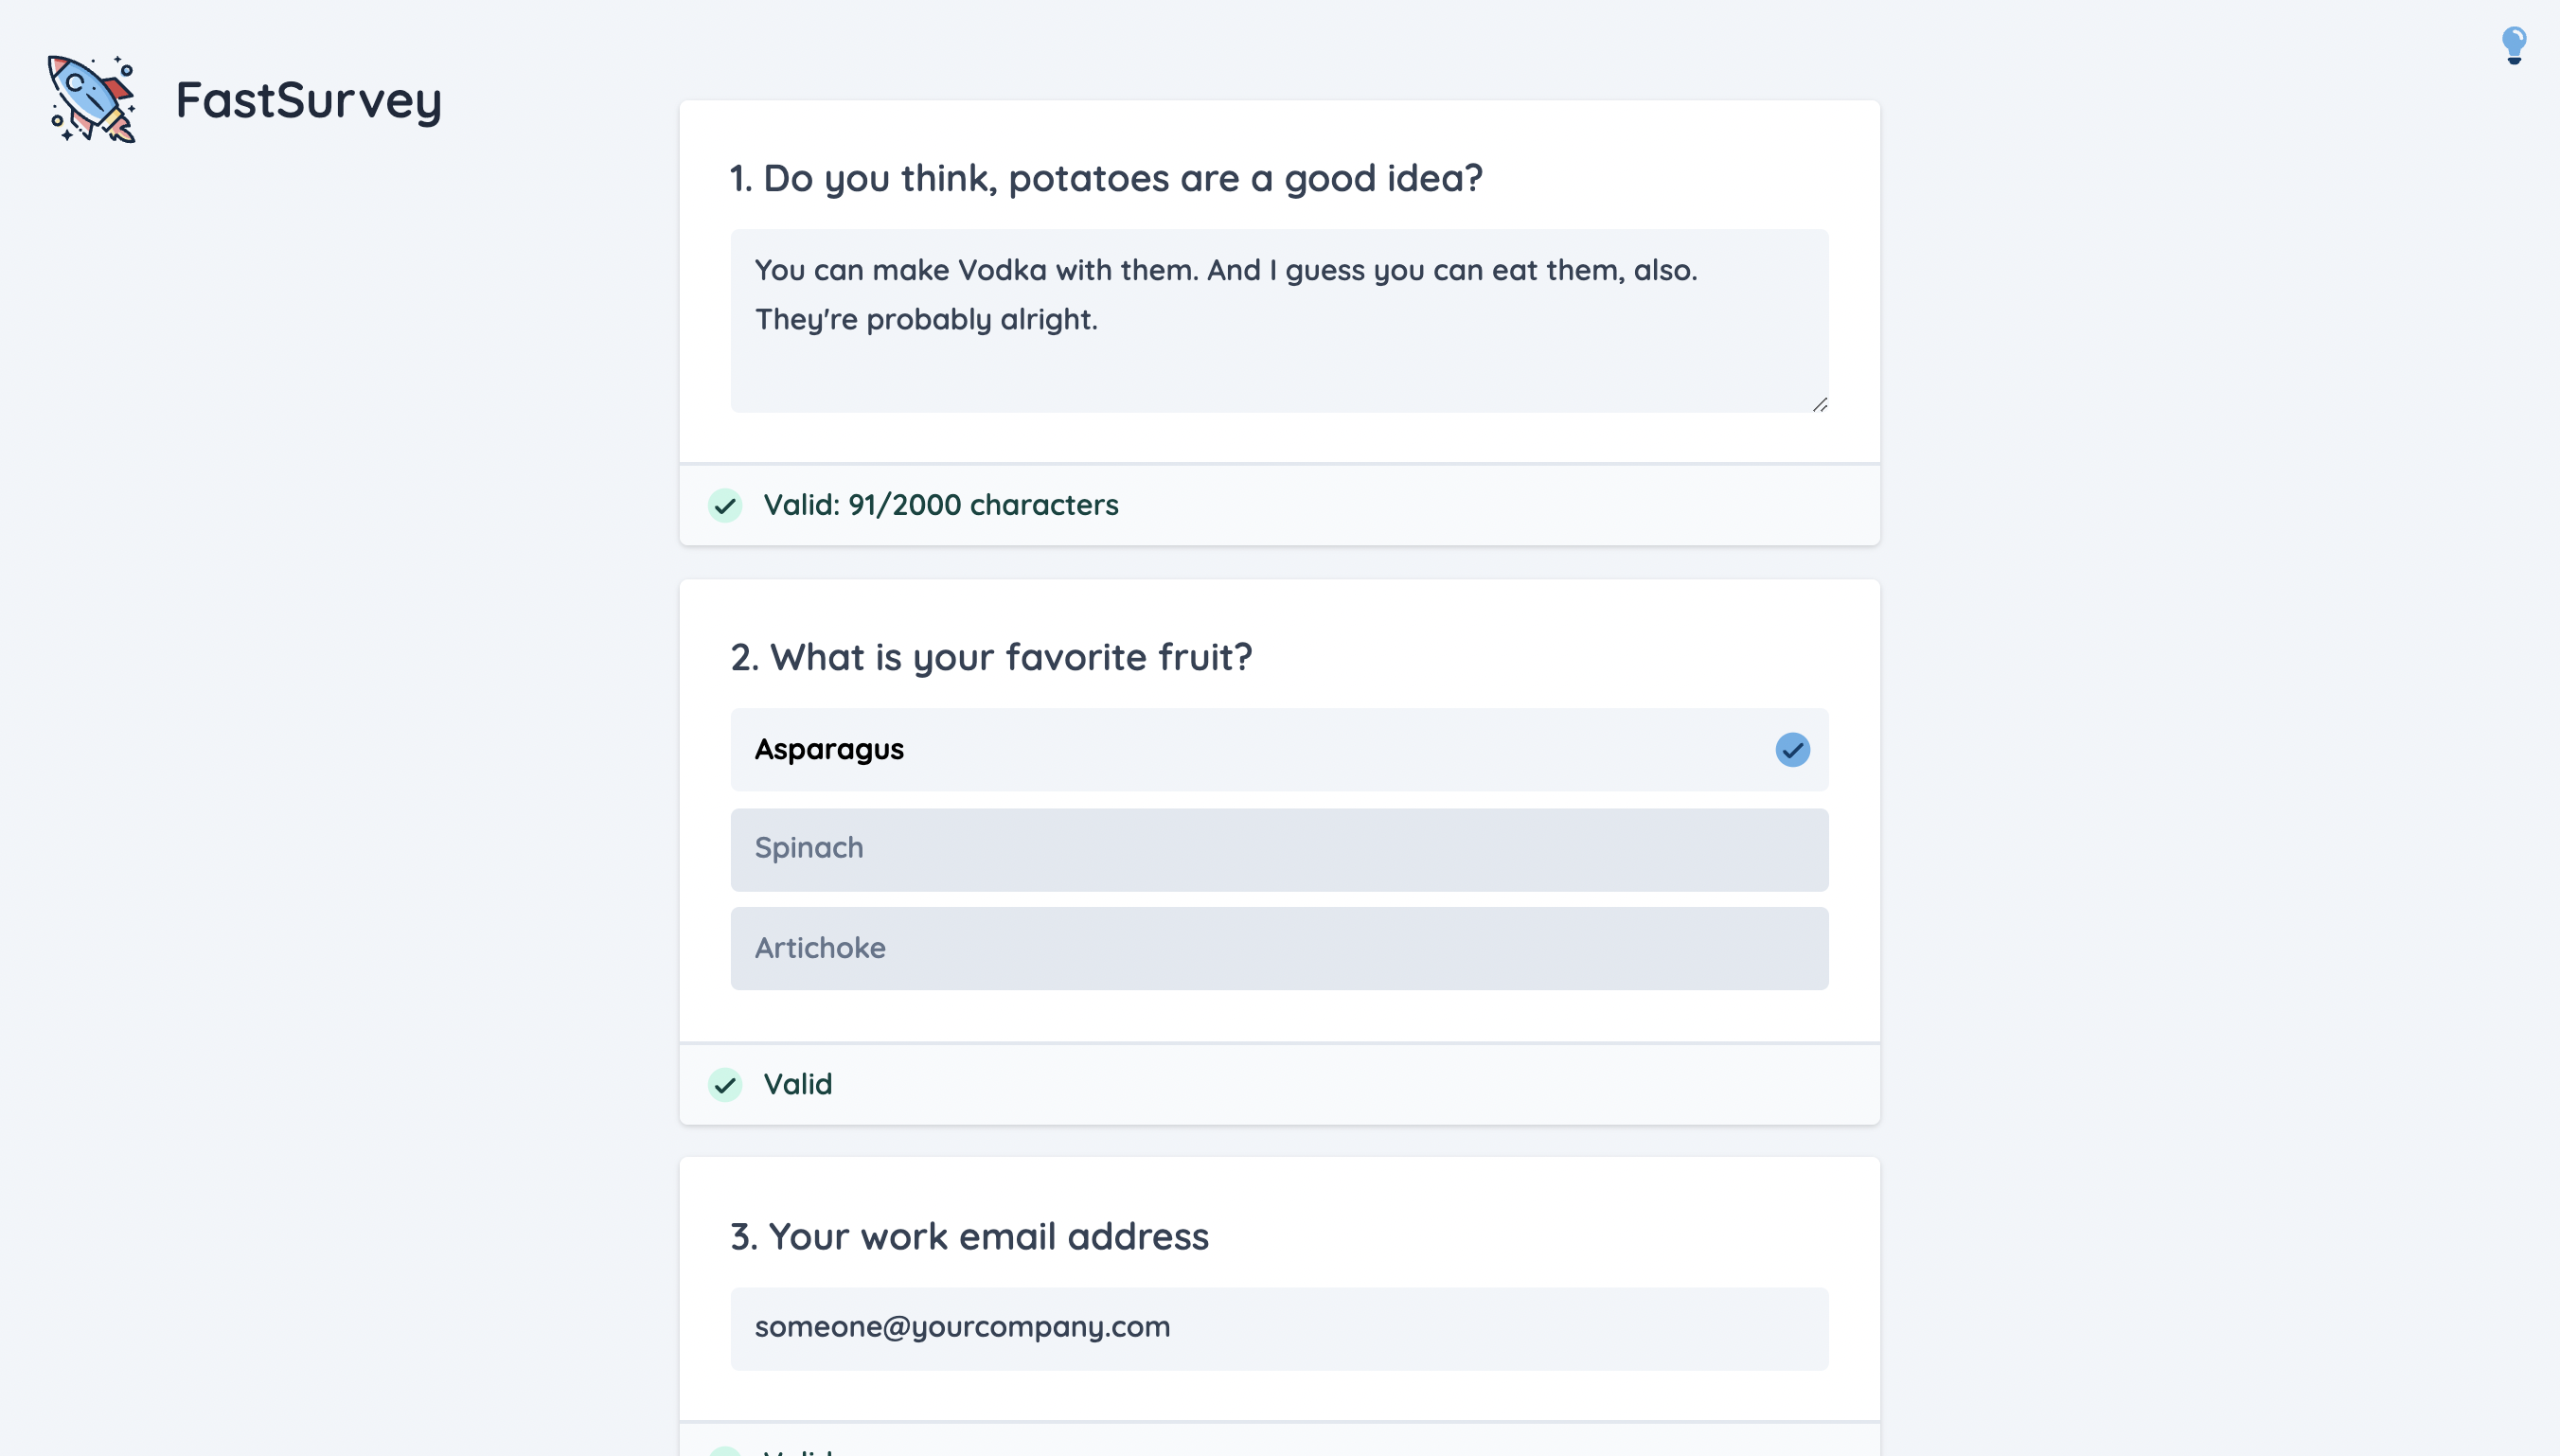 FastSurvey
1. Do you think, potatoes are a good idea?
You can make Vodka with them. And I guess you can eat them, also.
They're probably alright.
Valid: 91/2000 characters
2. What is your favorite fruit?
Asparagus
Spinach
Artichoke
Valid
3. Your work email address
someone@yourcompany.com